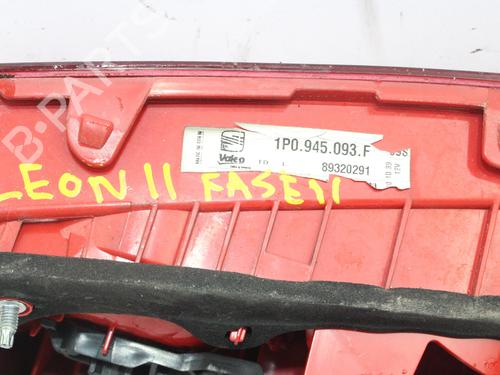 B-PARTS
1P0.945.093.F
Valeo
89320291
LEON II FASE II